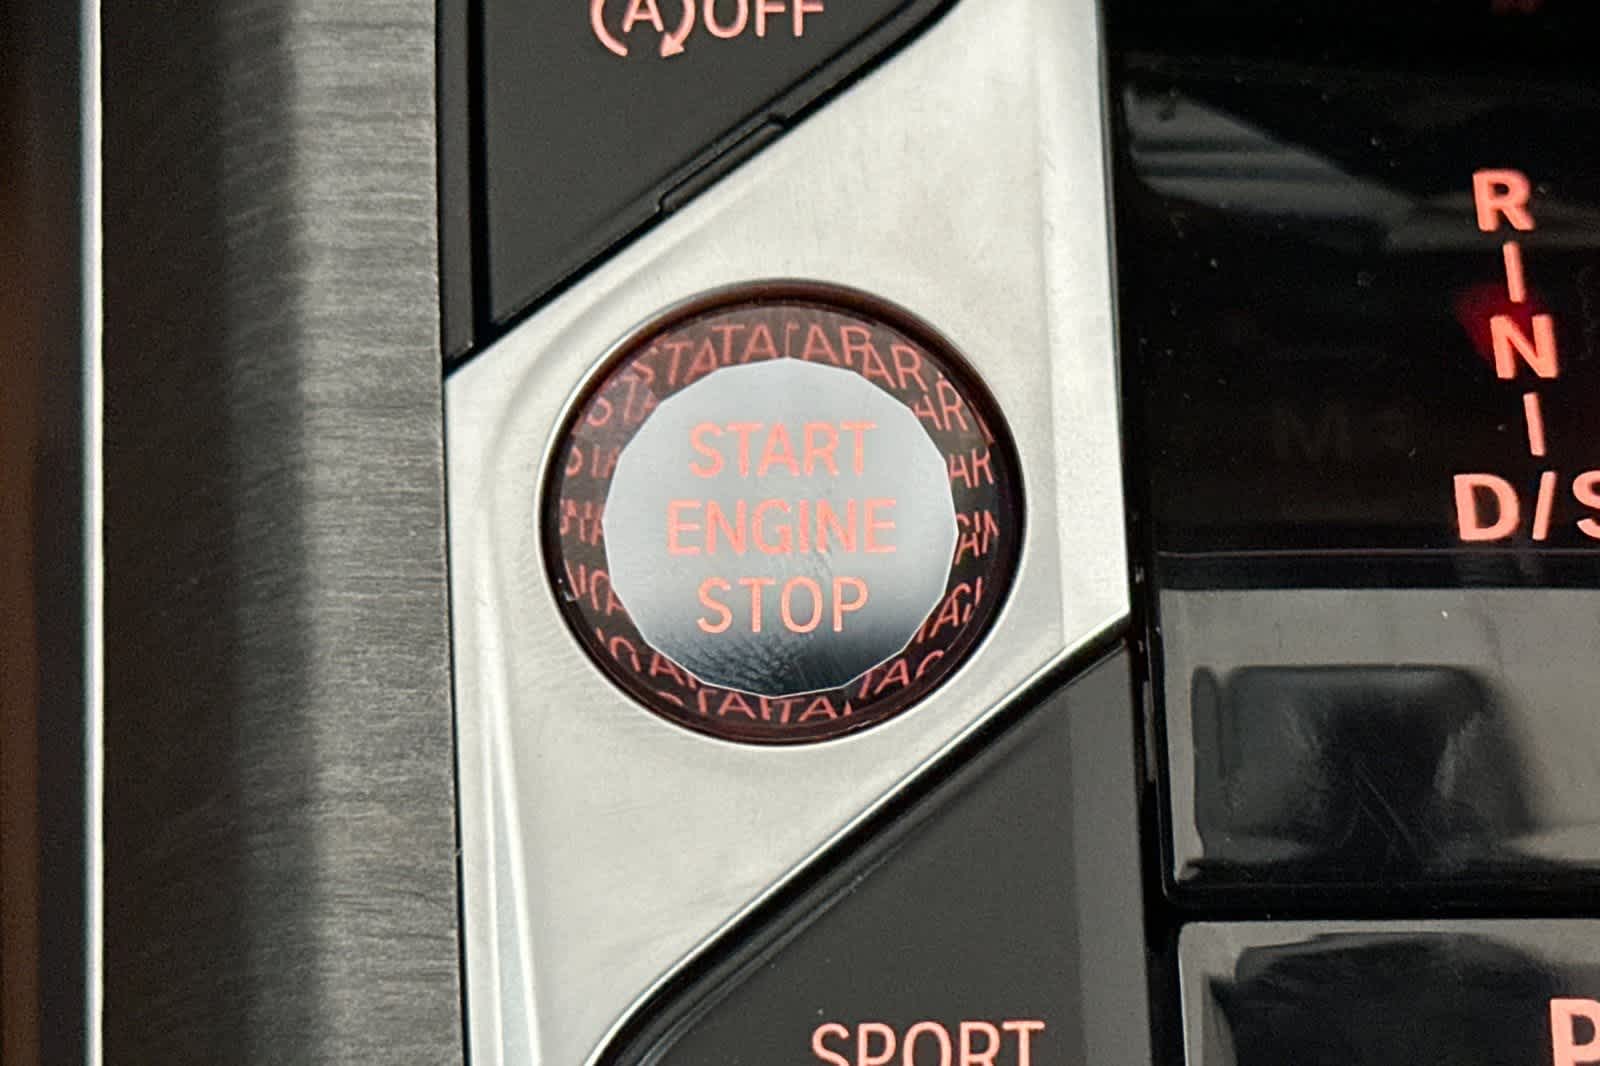 (A) OFF
START
ENGINE
STOP
R
N
D/S
SPORT
P